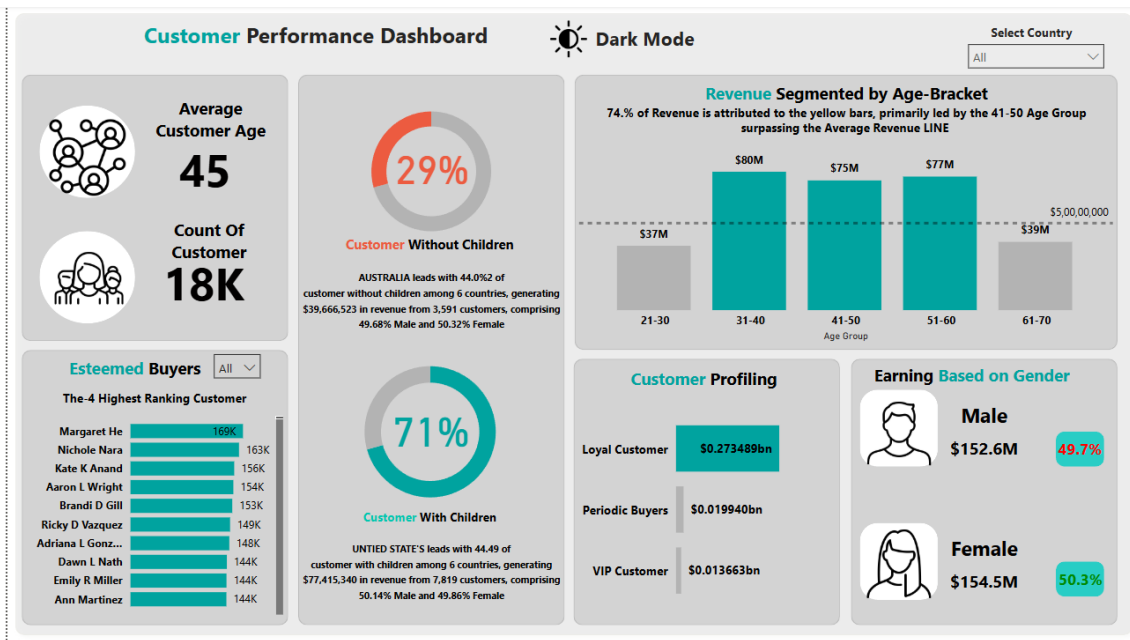 Customer Performance Dashboard
Dark Mode
Select Country
All
Average
Customer Age
45
Count Of
Customer
18K
29%
Customer Without Children
AUSTRALIA leads with 44.0%2 of
customer without children among 6 countries, generating
$39,666,523 in revenue from 3,591 customers, comprising
49.68% Male and 50.32% Female
71%
Customer With Children
UNTIED STATE'S leads with 44.49 of
customer with children among 6 countries, generating
$77,415,340 in revenue from 7,819 customers, comprising
50.14% Male and 49.86% Female
Revenue Segmented by Age-Bracket
74.% of Revenue is attributed to the yellow bars, primarily led by the 41-50 Age Group
surpassing the Average Revenue LINE
$37M
$80M
$75M
$77M
$39M
$5,00,00,000
21-30
31-40
41-50
51-60
61-70
Age Group
Esteemed Buyers
All
The-4 Highest Ranking Customer
Margaret He 169K
Nichole Nara 163K
Kate K Anand 156K
Aaron L Wright 154K
Brandi D Gill 153K
Ricky D Vazquez 149K
Adriana L Gonz... 148K
Dawn L Nath 144K
Emily R Miller 144K
Ann Martinez 144K
Customer Profiling
Loyal Customer $0.273489bn
Periodic Buyers $0.019940bn
VIP Customer $0.013663bn
Earning Based on Gender
Male
$152.6M
49.7%
Female
$154.5M
50.3%